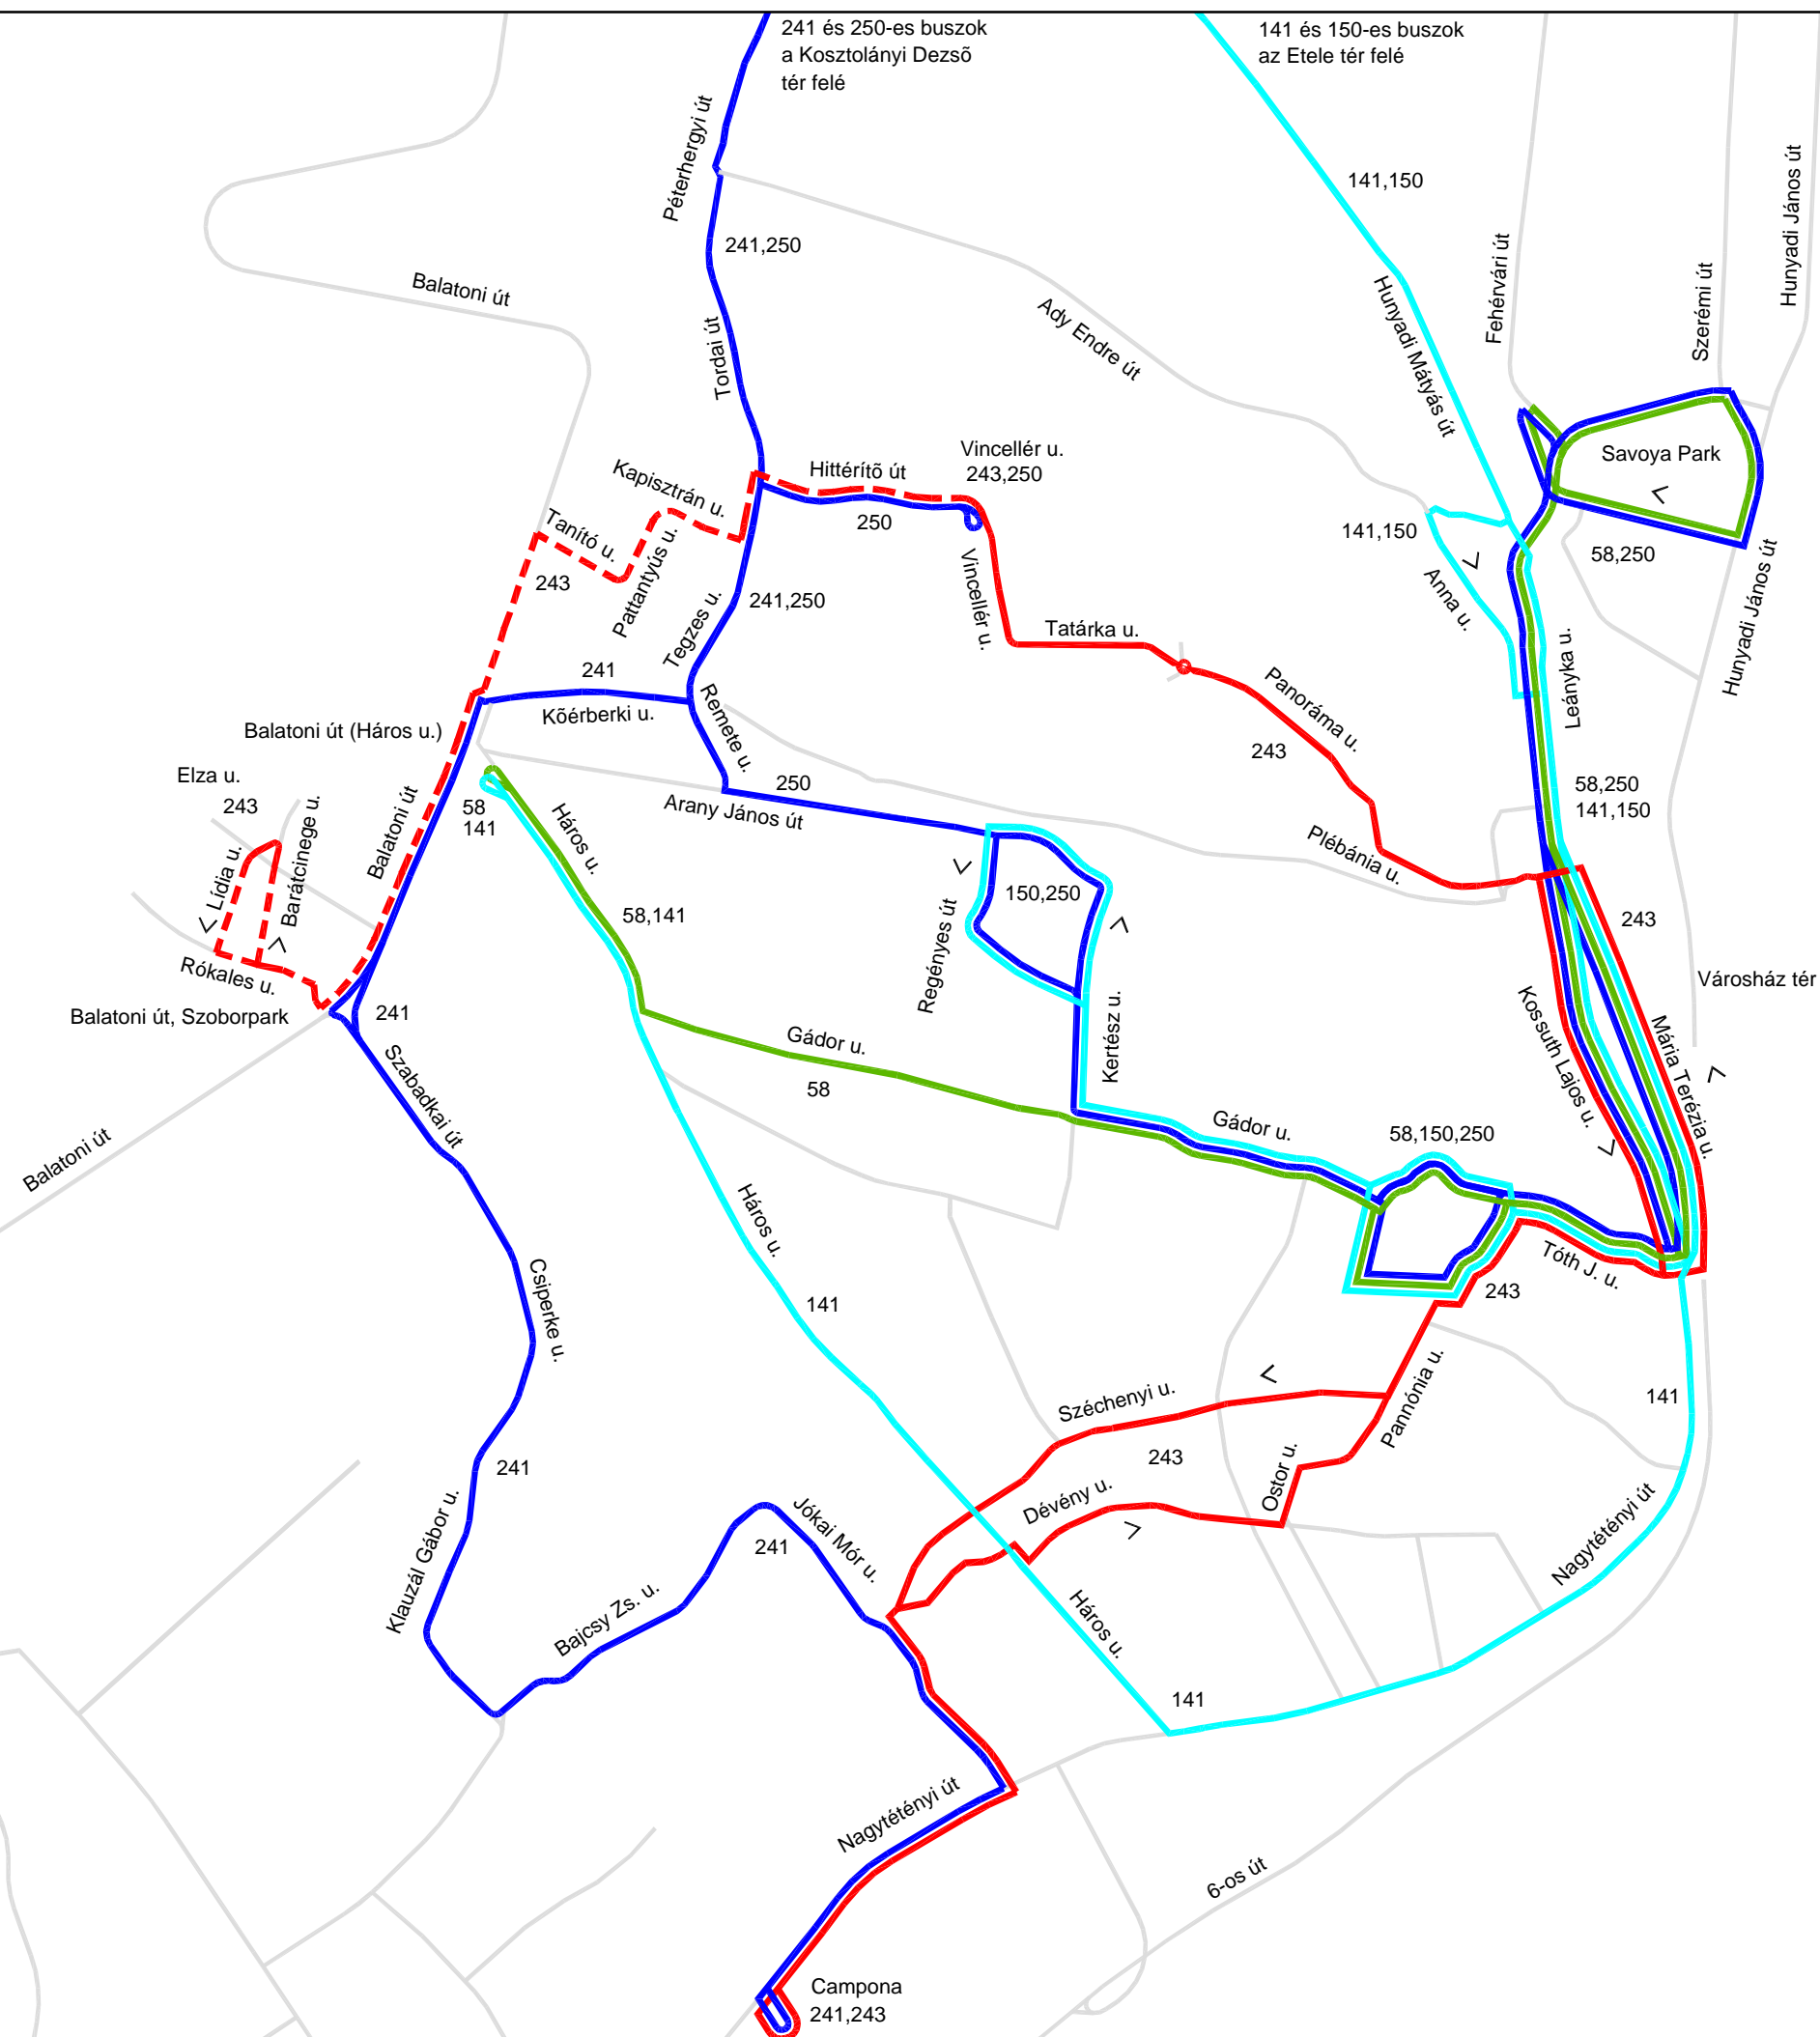 241 és 250-es buszok
a Kosztolányi Dezsõ
tér felé
141 és 150-es buszok
az Etele tér felé
Péterhergyi út
141,150
Hunyadi János út
241,250
Balatoni út
Fehérvári út
Szerémi út
Ady Endre út
Hunyadi Mátyás út
Tordai út
Savoya Park
Vincellér u.
243,250
Hittérítõ út
Kapisztrán u.
250
Tanító u.
141,150
58,250
243
Pattantyús u.
Vincellér u.
Anna u.
Hunyadi János út
241,250
Tegzes u.
Tatárka u.
Leányka u.
241
Kõérberki u.
Remete u.
Panoráma u.
243
Balatoni út (Háros u.)
Elza u.
243
250
58,250
141,150
58
141
Háros u.
Arany János út
Balatoni út
Barátcinege u.
Lídia u.
Plébánia u.
150,250
58,141
243
Regényes út
Rókales u.
Városház tér
Balatoni út, Szoborpark
241
Kossuth Lajos u.
Mária Terézia u.
Gádor u.
Kertész u.
58
Szabadkai út
Gádor u.
58,150,250
Balatoni út
Háros u.
Tóth J. u.
243
Csiperke u.
141
Pannónia u.
Széchenyi u.
141
243
241
Ostor u.
Dévény u.
Klauzál Gábor u.
Jókai Mór u.
241
Nagytétényi út
Bajcsy Zs. u.
Háros u.
141
Nagytétényi út
6-os út
Campona
241,243